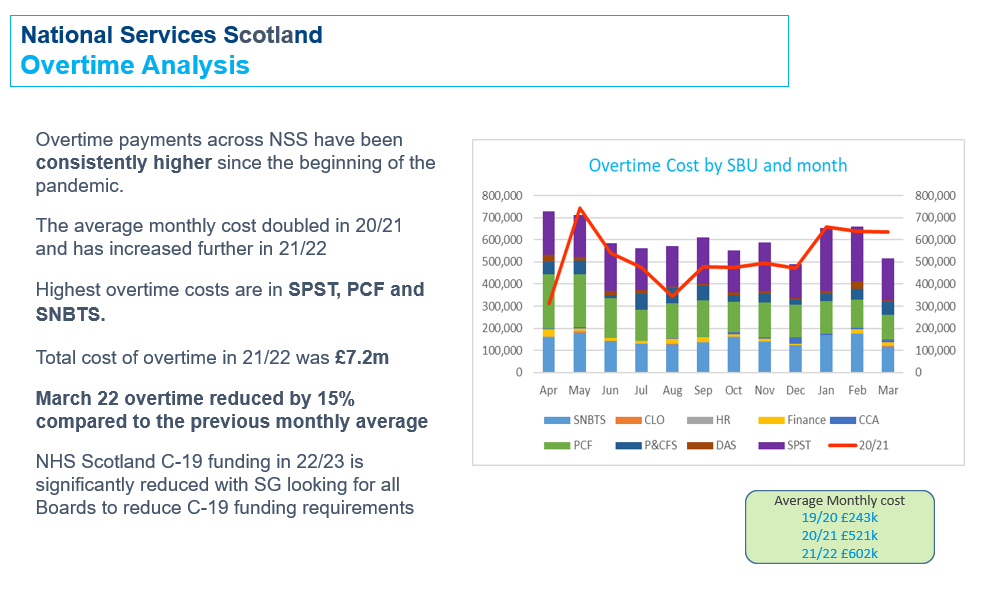 National Services Scotland
Overtime Analysis
Overtime payments across NSS have been
consistently higher since the beginning of the
pandemic.
The average monthly cost doubled in 20/21
and has increased further in 21/22
Highest overtime costs are in SPST, PCF and
SNBTS.
Total cost of overtime in 21/22 was £7.2m
March 22 overtime reduced by 15%
compared to the previous monthly average
NHS Scotland C-19 funding in 22/23 is
significantly reduced with SG looking for all
Boards to reduce C-19 funding requirements
Overtime Cost by SBU and month
800,000 800,000
700,000 700,000
600,000 600,000
500,000 500,000
400,000 400,000
300,000 300,000
200,000 200,000
100,000 100,000
0 0
Apr May Jun Jul Aug Sep Oct Nov Dec Jan Feb Mar
SNBTS CLO HR Finance CCA
PCF P&CFS DAS SPST 20/21
Average Monthly cost
19/20 £243k
20/21 £521k
21/22 £602k